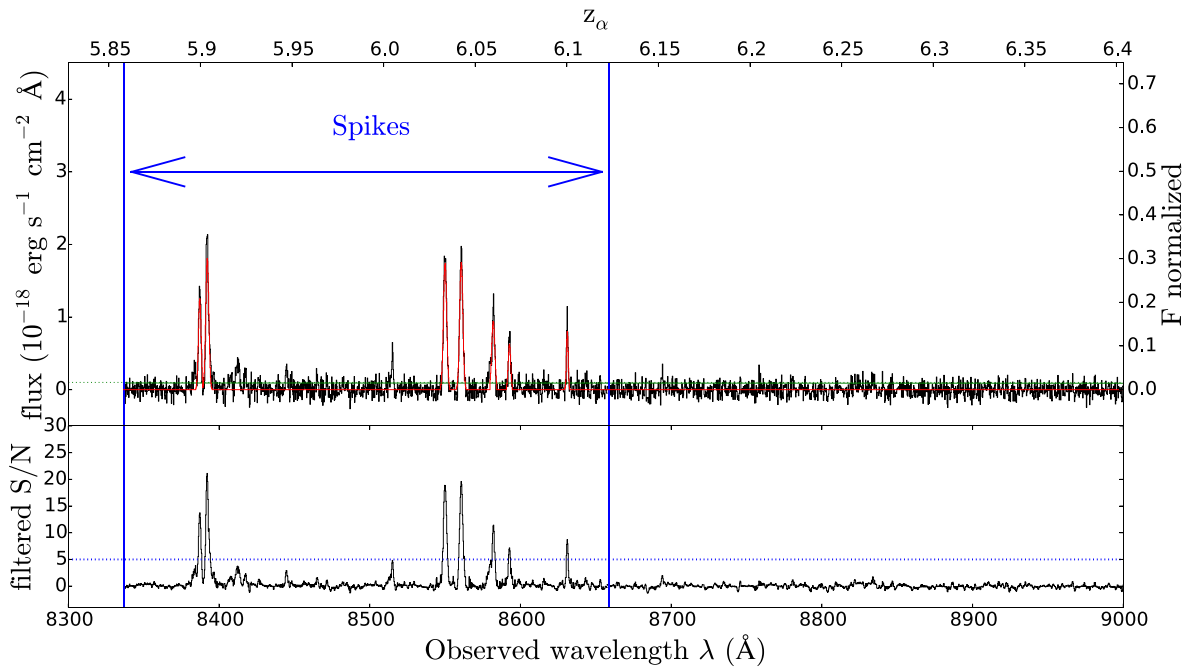 z_α
5.85 5.9 5.95 6.0 6.05 6.1 6.15 6.2 6.25 6.3 6.35 6.4
flux (10^−18 erg s^−1 cm^−2 Å)
4
3
2
1
0
Spikes
0.7
0.6
0.5
0.4
0.3
0.2
0.1
0.0
F normalized
filtered S/N
30
25
20
15
10
5
0
8300 8400 8500 8600 8700 8800 8900 9000
Observed wavelength λ (Å)